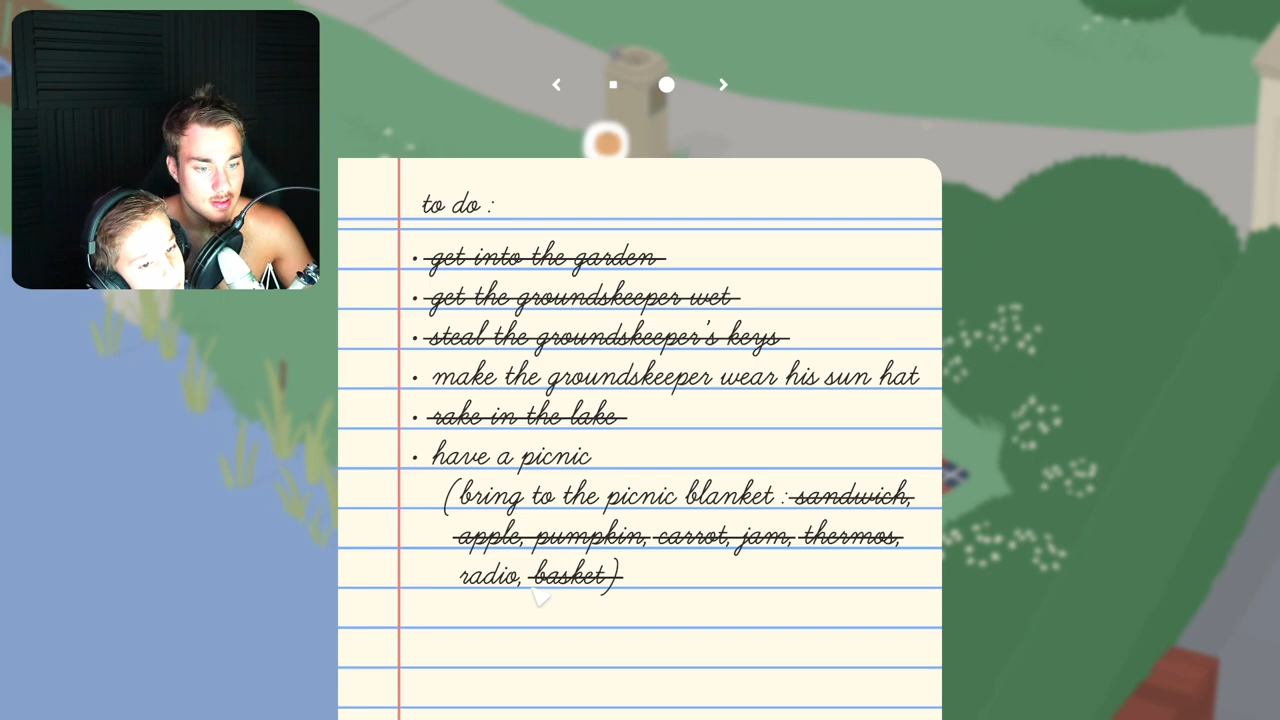 to do :
• get into the garden
• get the groundskeeper wet
• steal the groundskeeper's keys
• make the groundskeeper wear his sun hat
• rake in the lake
• have a picnic
(bring to the picnic blanket : sandwich,
apple, pumpkin, carrot, jam, thermos,
radio, basket)